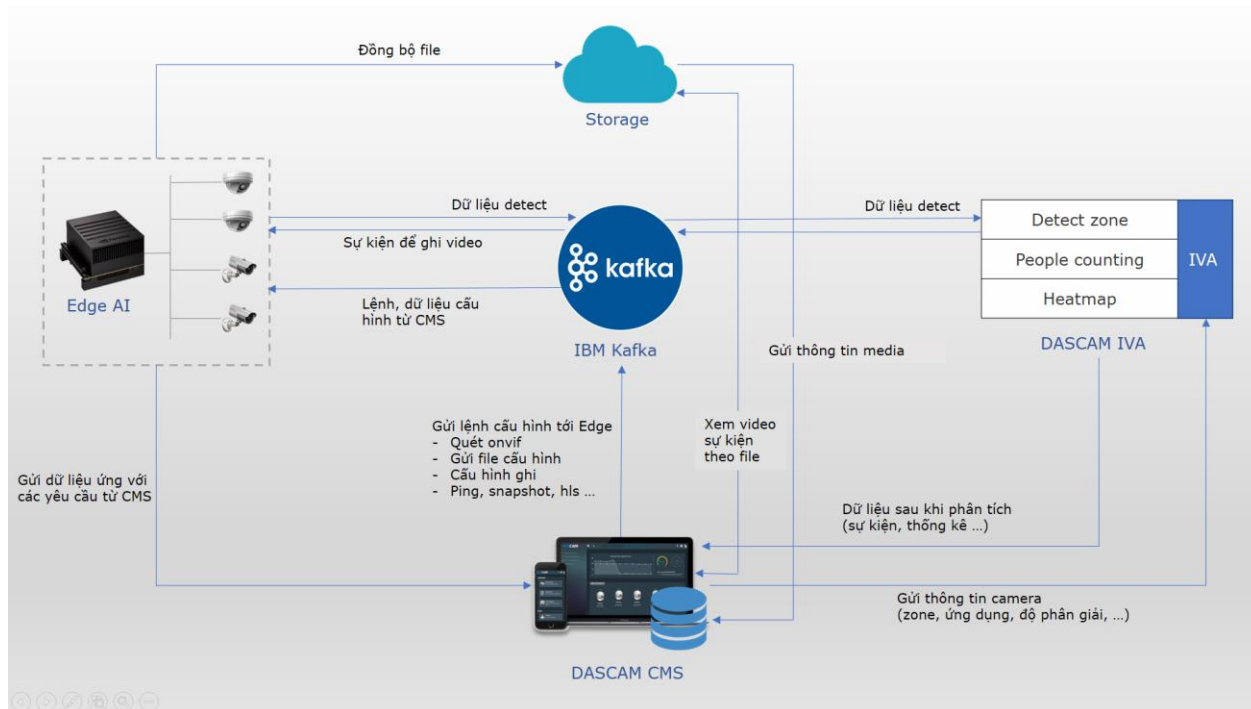 Đồng bộ file
Storage
Edge AI
Dữ liệu detect
Sự kiện để ghi video
Lệnh, dữ liệu cấu
hình từ CMS
kafka
IBM Kafka
Dữ liệu detect
Detect zone
People counting
Heatmap
IVA
DASCAM IVA
Gửi thông tin media
Gửi lệnh cấu hình tới Edge
- Quét onvif
- Gửi file cấu hình
- Cấu hình ghi
- Ping, snapshot, hls ...
Xem video
sự kiện
theo file
Gửi dữ liệu ứng với
các yêu cầu từ CMS
Dữ liệu sau khi phân tích
(sự kiện, thống kê ...)
Gửi thông tin camera
(zone, ứng dụng, độ phân giải, ...)
DASCAM CMS